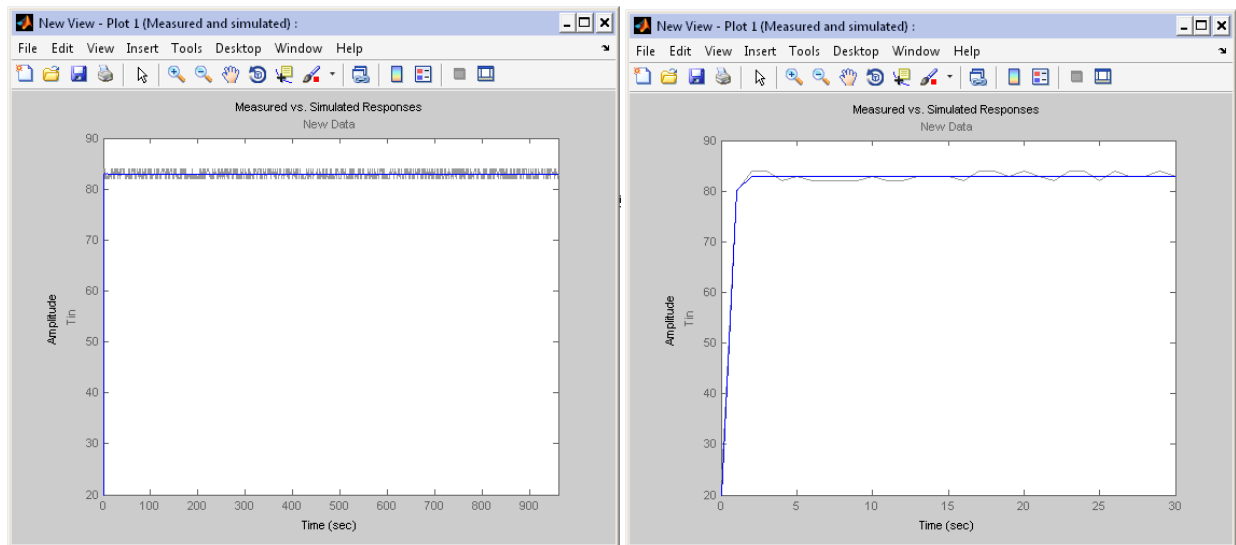 New View - Plot 1 (Measured and simulated) :
File Edit View Insert Tools Desktop Window Help
Measured vs. Simulated Responses
New Data
90
80
70
60
50
40
30
20
Amplitude
Tin
0 100 200 300 400 500 600 700 800 900
Time (sec)
New View - Plot 1 (Measured and simulated) :
File Edit View Insert Tools Desktop Window Help
Measured vs. Simulated Responses
New Data
90
80
70
60
50
40
30
20
Amplitude
Tin
0 5 10 15 20 25 30
Time (sec)